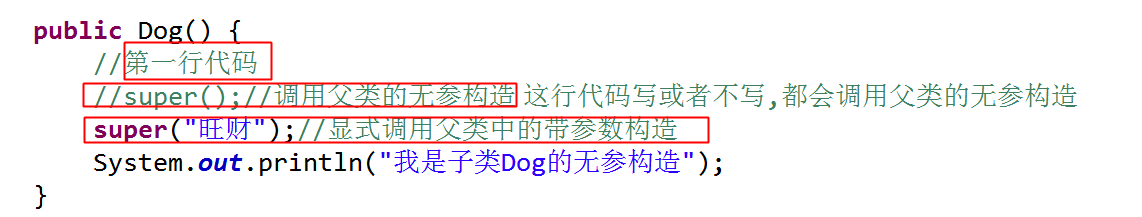 public Dog() {
//第一行代码
//super();//调用父类的无参构造 这行代码写或者不写,都会调用父类的无参构造
super("旺财");//显式调用父类中的带参数构造
System.out.println("我是子类Dog的无参构造");
}